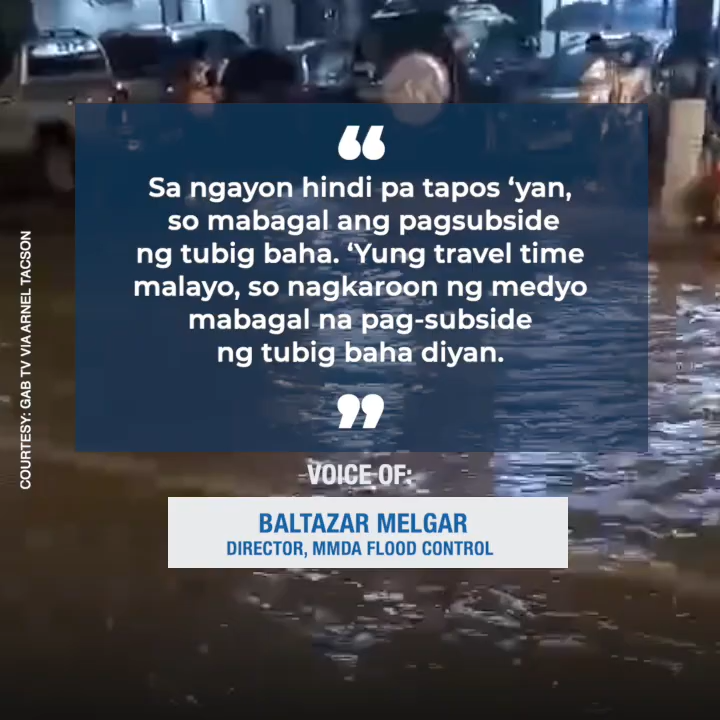 “
Sa ngayon hindi pa tapos ‘yan,
so mabagal ang pagsubside
ng tubig baha. ‘Yung travel time
malayo, so nagkaroon ng medyo
mabagal na pag-subside
ng tubig baha diyan.
”
VOICE OF:
BALTAZAR MELGAR
DIRECTOR, MMDA FLOOD CONTROL
COURTESY: GAB TV VIA ARNEL TACSON